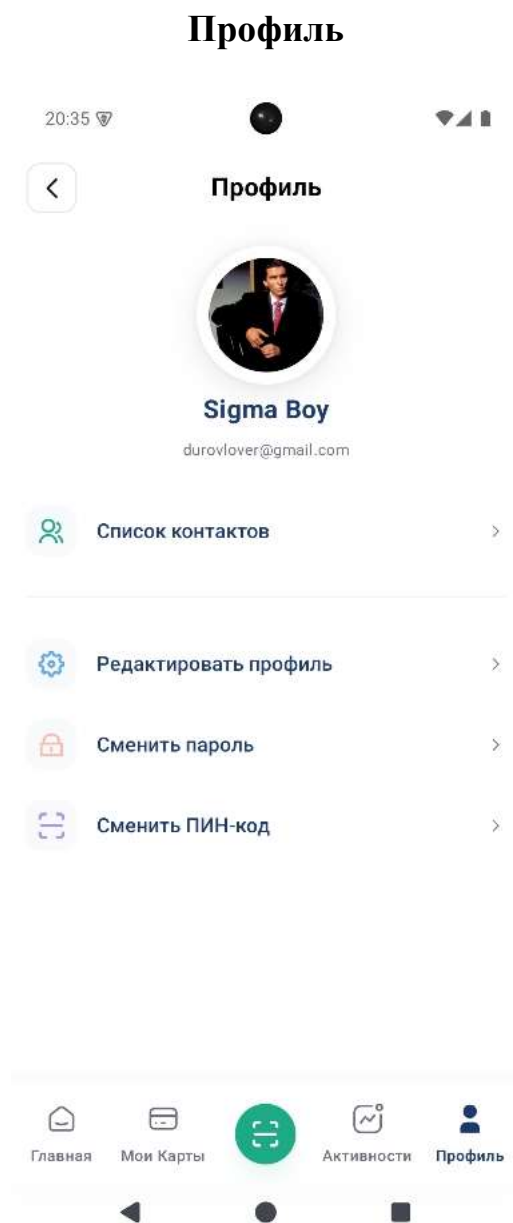 Профиль
20:35
Профиль
Sigma Boy
durovlover@gmail.com
Список контактов
Редактировать профиль
Сменить пароль
Сменить ПИН-код
Главная
Мои Карты
Активности
Профиль